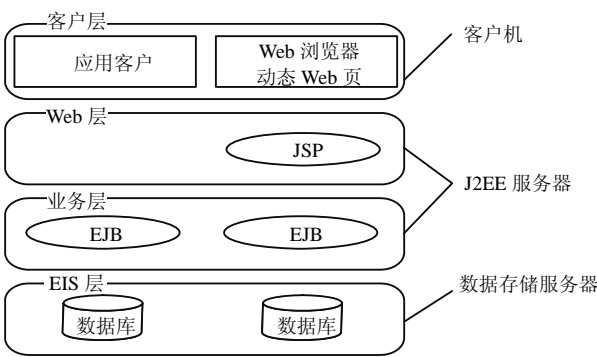 客户层
应用客户
Web 浏览器
动态 Web 页
客户机
Web 层
JSP
J2EE 服务器
业务层
EJB
EJB
EIS 层
数据库
数据库
数据存储服务器